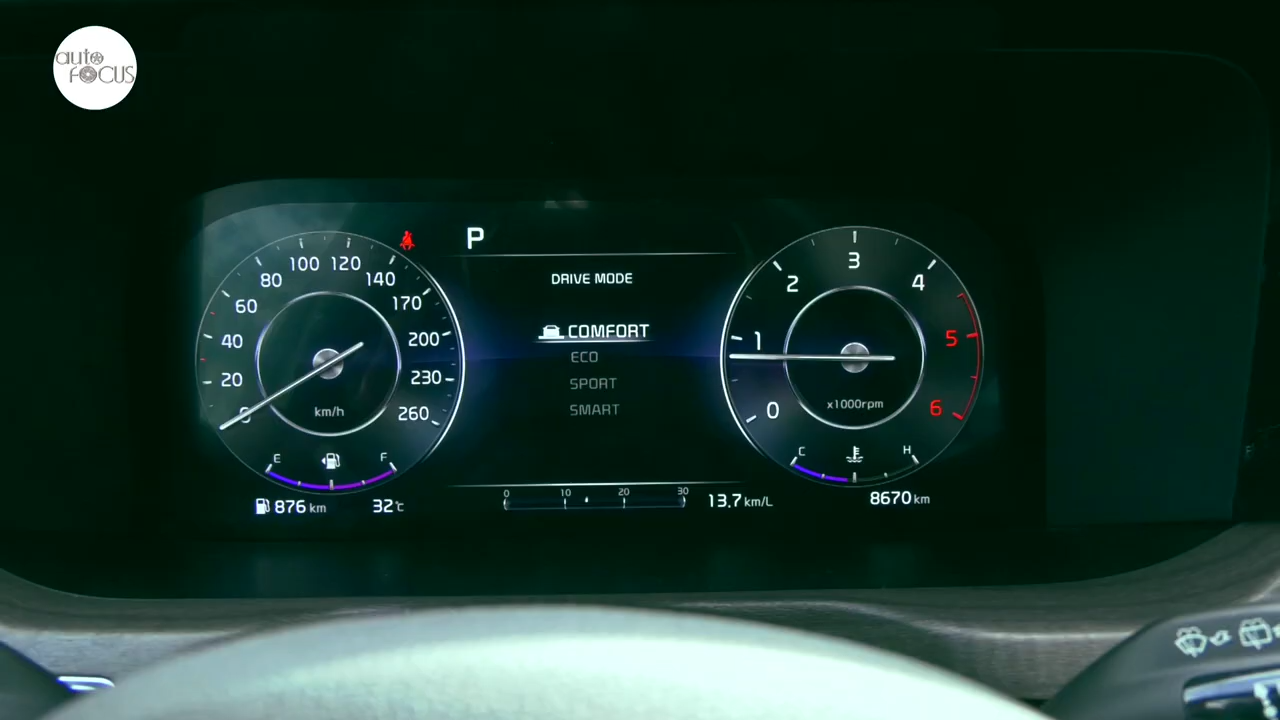 auto
FOCUS
P
DRIVE MODE
COMFORT
ECO
SPORT
SMART
0
20
40
60
80
100
120
140
170
200
230
260
km/h
E
F
876 km
32℃
0 10 20 30
13.7 km/L
0
1
2
3
4
5
6
x1000rpm
C
H
8670 km